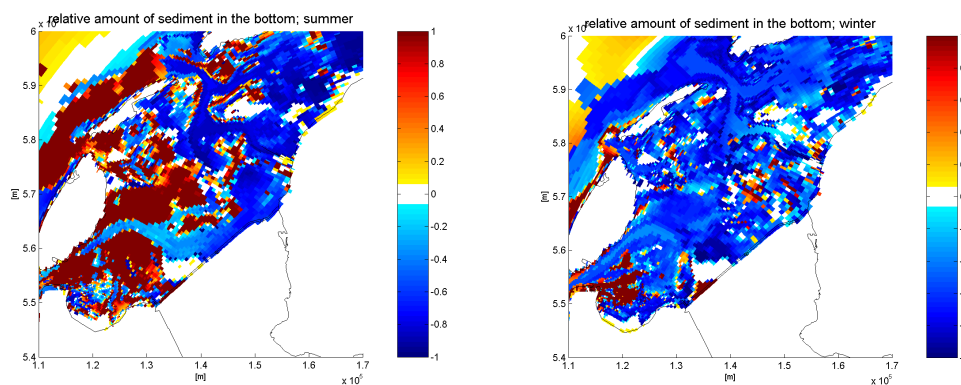 relative amount of sediment in the bottom; summer
6 x 10
5.9
5.8
5.7
5.6
5.5
5.4
[m]
1.1 1.2 1.3 1.4 1.5 1.6 1.7
[m]
x 10^5
1
0.8
0.6
0.4
0.2
0
-0.2
-0.4
-0.6
-0.8
-1
relative amount of sediment in the bottom; winter
6 x 10
5.9
5.8
5.7
5.6
5.5
5.4
[m]
1.1 1.2 1.3 1.4 1.5 1.6 1.7
[m]
x 10^5